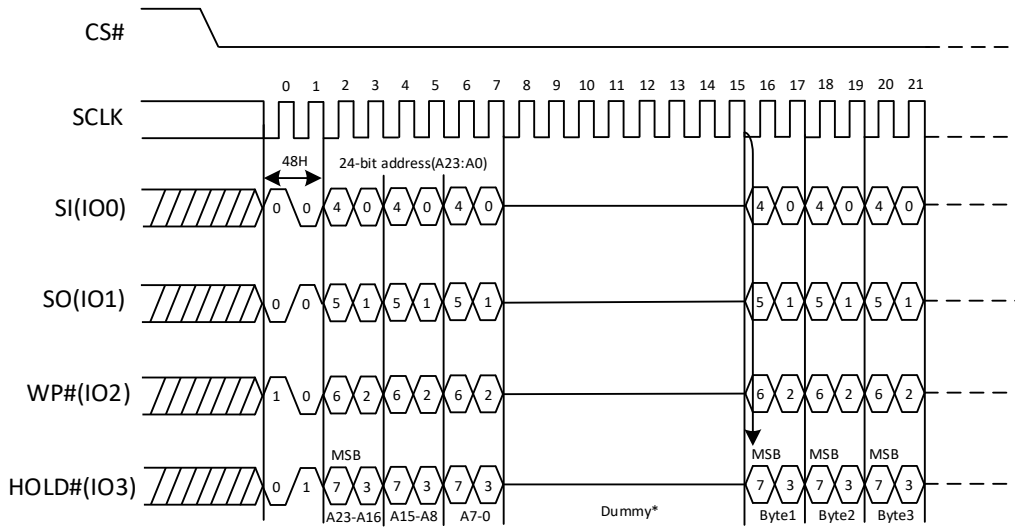 CS#
0 1 2 3 4 5 6 7 8 9 10 11 12 13 14 15 16 17 18 19 20 21
SCLK
48H 24-bit address(A23:A0)
SI(IO0) 0 0 4 0 4 0 4 0 4 0 4 0 4 0
SO(IO1) 0 0 5 1 5 1 5 1 5 1 5 1 5 1
WP#(IO2) 1 0 6 2 6 2 6 2 6 2 6 2 6 2
MSB MSB MSB MSB
HOLD#(IO3) 0 1 7 3 7 3 7 3 7 3 7 3 7 3
A23-A16 A15-A8 A7-0 Dummy* Byte1 Byte2 Byte3